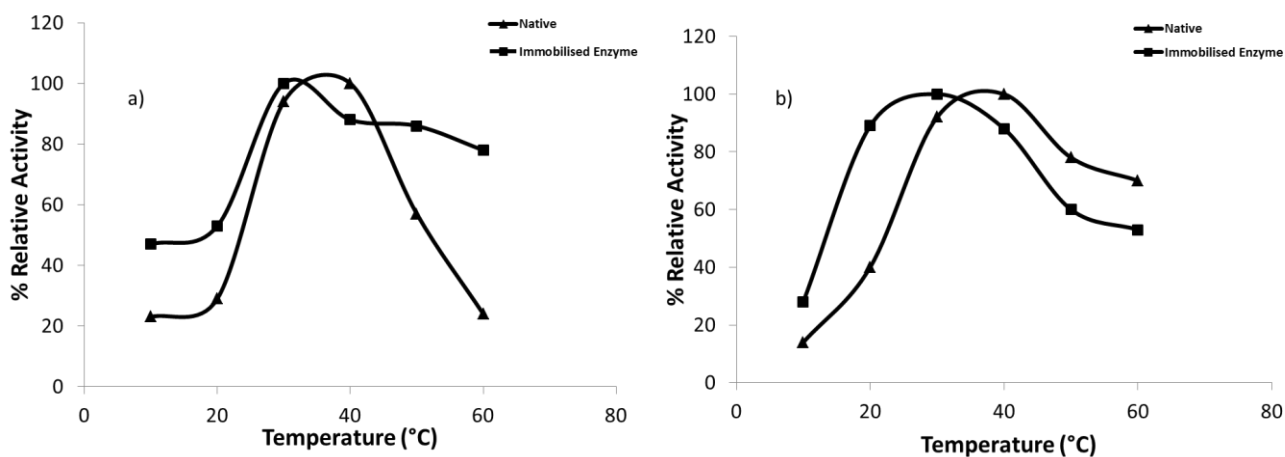 120
100
80
60
40
20
0
% Relative Activity
a)
Native
Immobilised Enzyme
0 20 40 60 80
Temperature (°C)
120
100
80
60
40
20
0
% Relative Activity
b)
Native
Immobilised Enzyme
0 20 40 60 80
Temperature (°C)